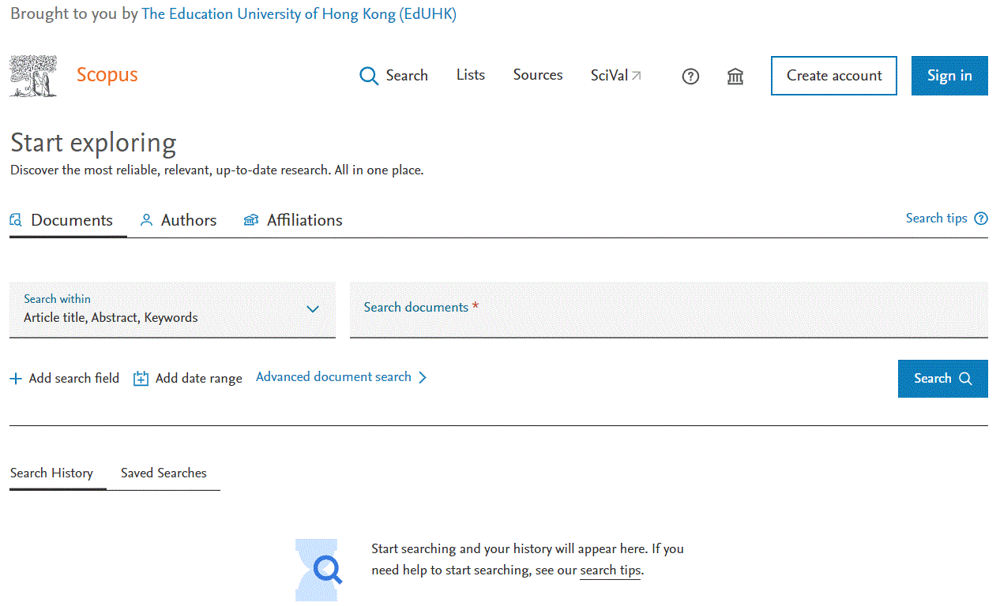 Brought to you by The Education University of Hong Kong (EdUHK)
Scopus
Search Lists Sources SciVal Create account Sign in
Start exploring
Discover the most reliable, relevant, up-to-date research. All in one place.
Documents Authors Affiliations Search tips
Search within
Article title, Abstract, Keywords
Search documents *
Add search field Add date range Advanced document search Search
Search History Saved Searches
Start searching and your history will appear here. If you
need help to start searching, see our search tips.